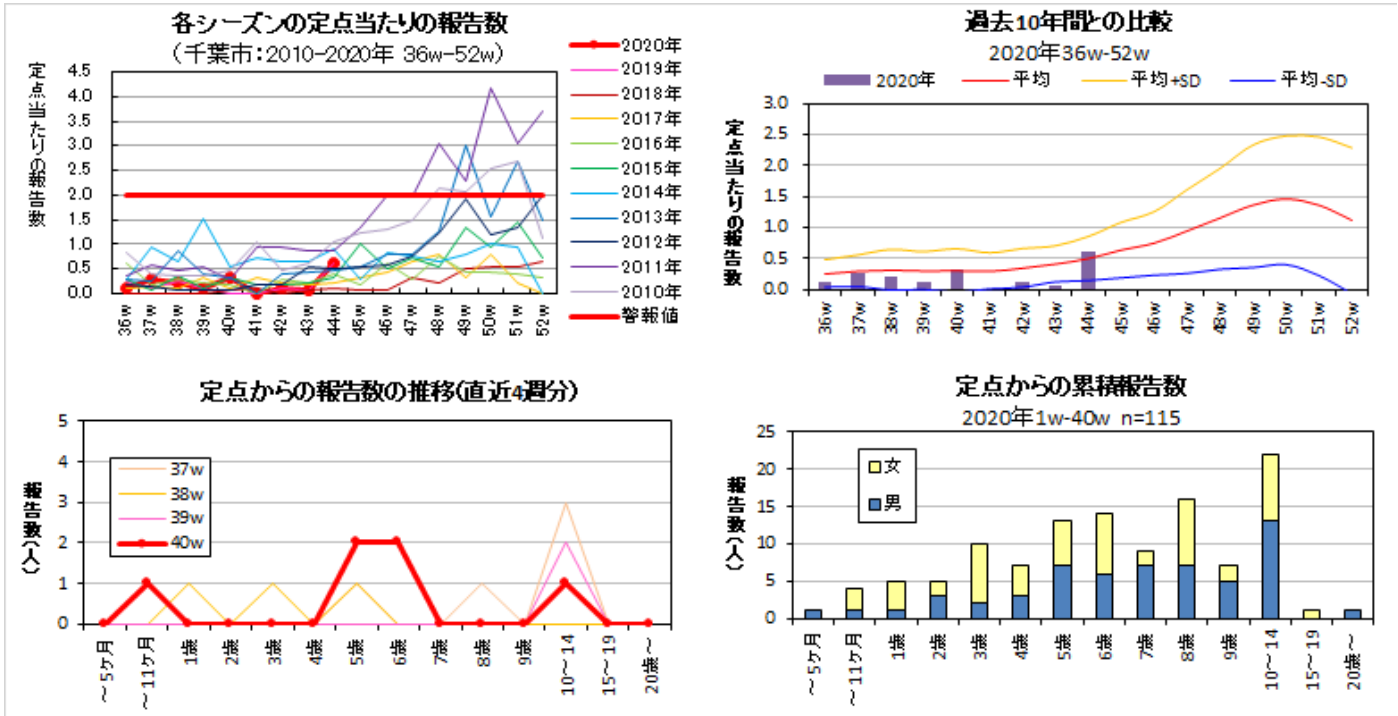 各シーズンの定点当たりの報告数
(千葉市:2010-2020年 36w-52w)
定点当たりの報告数
4.5
4.0
3.5
3.0
2.5
2.0
1.5
1.0
0.5
0.0
36w
37w
38w
39w
40w
41w
42w
43w
44w
45w
46w
47w
48w
49w
50w
51w
52w
2020年
2019年
2018年
2017年
2016年
2015年
2014年
2013年
2012年
2011年
2010年
警報値
過去10年間との比較
2020年36w-52w
2020年 平均 平均+SD 平均-SD
定点当たりの報告数
3.0
2.5
2.0
1.5
1.0
0.5
0.0
36w
37w
38w
39w
40w
41w
42w
43w
44w
45w
46w
47w
48w
49w
50w
51w
52w
定点からの報告数の推移(直近4週分)
報告数(人)
5
4
3
2
1
0
37w
38w
39w
40w
~5ヶ月
~11ヶ月
1歳
2歳
3歳
4歳
5歳
6歳
7歳
8歳
9歳
10~14
15~19
20歳~
定点からの累積報告数
2020年1w-40w n=115
報告数(人)
25
20
15
10
5
0
女
男
~5ヶ月
~11ヶ月
1歳
2歳
3歳
4歳
5歳
6歳
7歳
8歳
9歳
10~14
15~19
20歳~